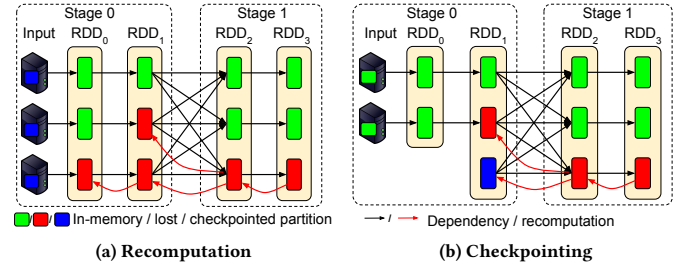 Stage 0 Stage 1
Input RDD0 RDD1 RDD2 RDD3
Stage 0 Stage 1
Input RDD0 RDD1 RDD2 RDD3
/ / In-memory / lost / checkpointed partition
/ Dependency / recomputation
(a) Recomputation
(b) Checkpointing